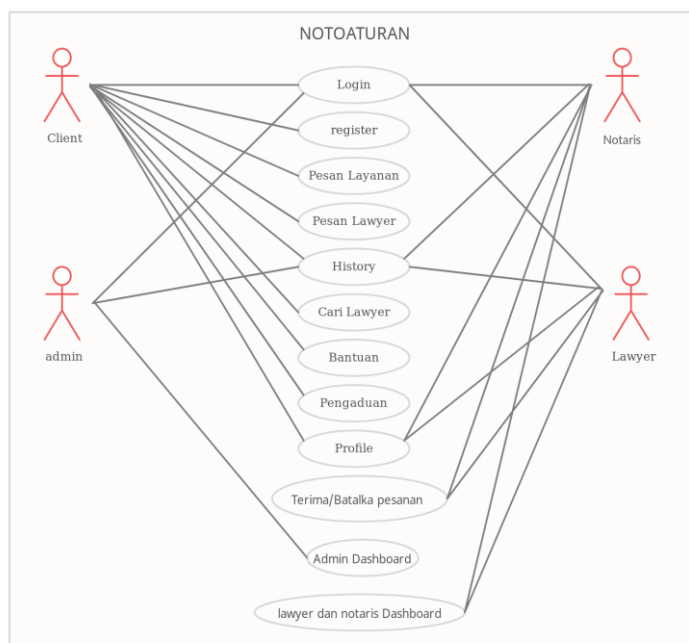 NOTOATURAN
Client
Notaris
admin
Lawyer
Login
register
Pesan Layanan
Pesan Lawyer
History
Cari Lawyer
Bantuan
Pengaduan
Profile
Terima/Batalka pesanan
Admin Dashboard
lawyer dan notaris Dashboard